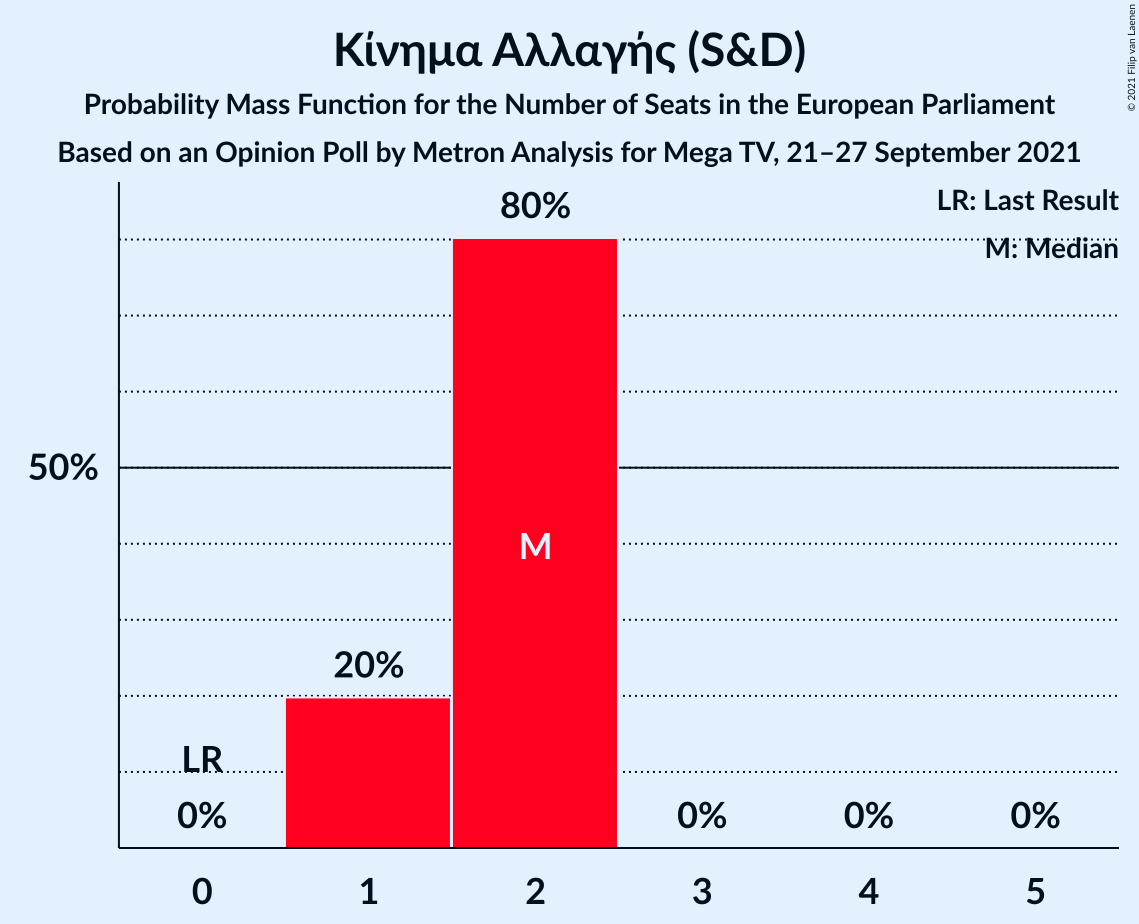 Κίνημα Αλλαγής (S&D)
Probability Mass Function for the Number of Seats in the European Parliament
Based on an Opinion Poll by Metron Analysis for Mega TV, 21–27 September 2021
© 2021 Filip van Laenen
LR: Last Result
M: Median
80%
50%
M
20%
LR
0% 0% 0% 0%
0 1 2 3 4 5